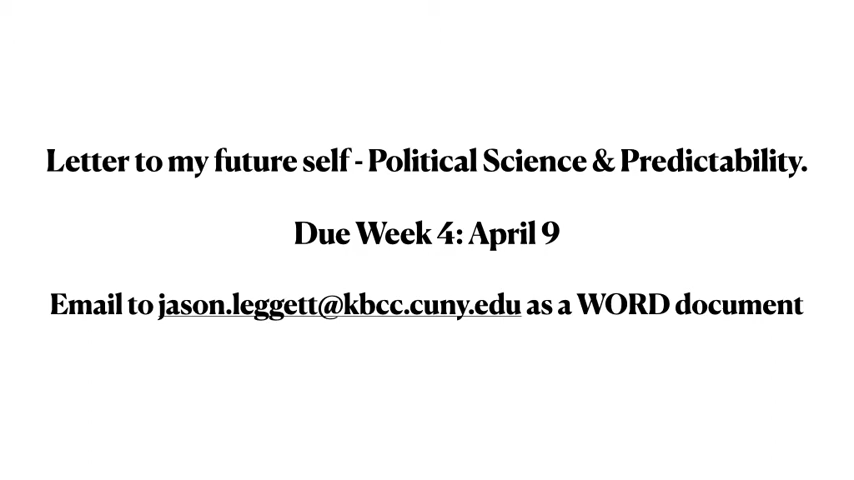 Letter to my future self - Political Science & Predictability.
Due Week 4: April 9
Email to jason.leggett@kbcc.cuny.edu as a WORD document